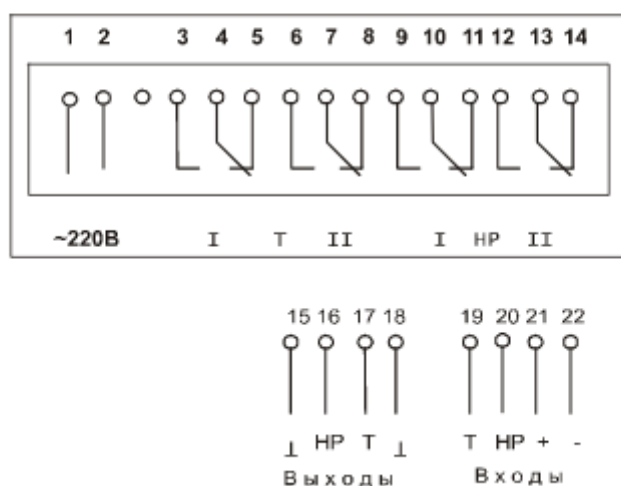 1 2 3 4 5 6 7 8 9 10 11 12 13 14
~220В I T II I НР II
15 16 17 18 19 20 21 22
⊥ НР Т ⊥ Т НР + -
Выходы Входы